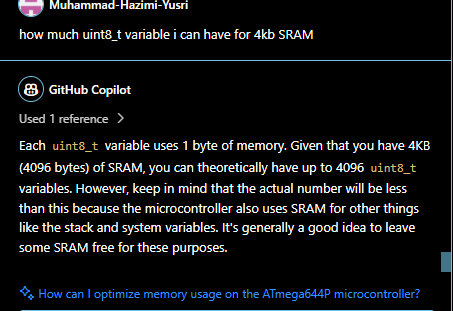 Muhammad-Hazimi-Yusri
how much uint8_t variable i can have for 4kb SRAM
GitHub Copilot
Used 1 reference
Each uint8_t variable uses 1 byte of memory. Given that you have 4KB
(4096 bytes) of SRAM, you can theoretically have up to 4096 uint8_t
variables. However, keep in mind that the actual number will be less
than this because the microcontroller also uses SRAM for other things
like the stack and system variables. It's generally a good idea to leave
some SRAM free for these purposes.
How can I optimize memory usage on the ATmega644P microcontroller?